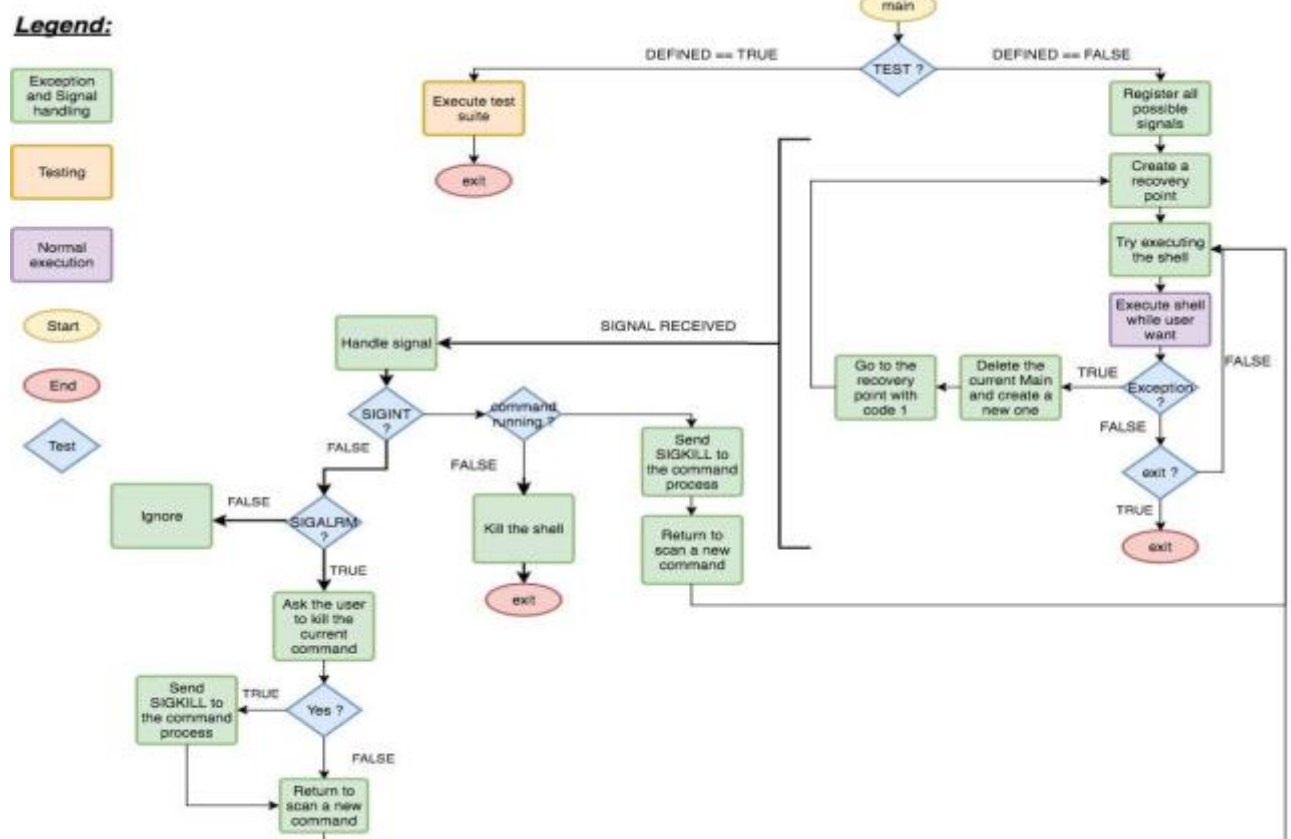 Legend:
Exception
and Signal
handling
Testing
Normal
execution
Start
End
Test
main
TEST ?
DEFINED == TRUE
DEFINED == FALSE
Execute test
suite
exit
Register all
possible
signals
Create a
recovery
point
Try executing
the shell
Execute shell
while user
want
Exception
?
TRUE
Delete the
current Main
and create a
new one
Go to the
recovery
point with
code 1
FALSE
exit ?
FALSE
TRUE
exit
SIGNAL RECEIVED
Handle signal
SIGINT
?
command
running ?
Send
SIGKILL to
the command
process
Return to
scan a new
command
FALSE
Kill the shell
exit
FALSE
SIGALRM
?
FALSE
Ignore
TRUE
Ask the user
to kill the
current
command
Yes ?
TRUE
Send
SIGKILL to
the command
process
FALSE
Return to
scan a new
command